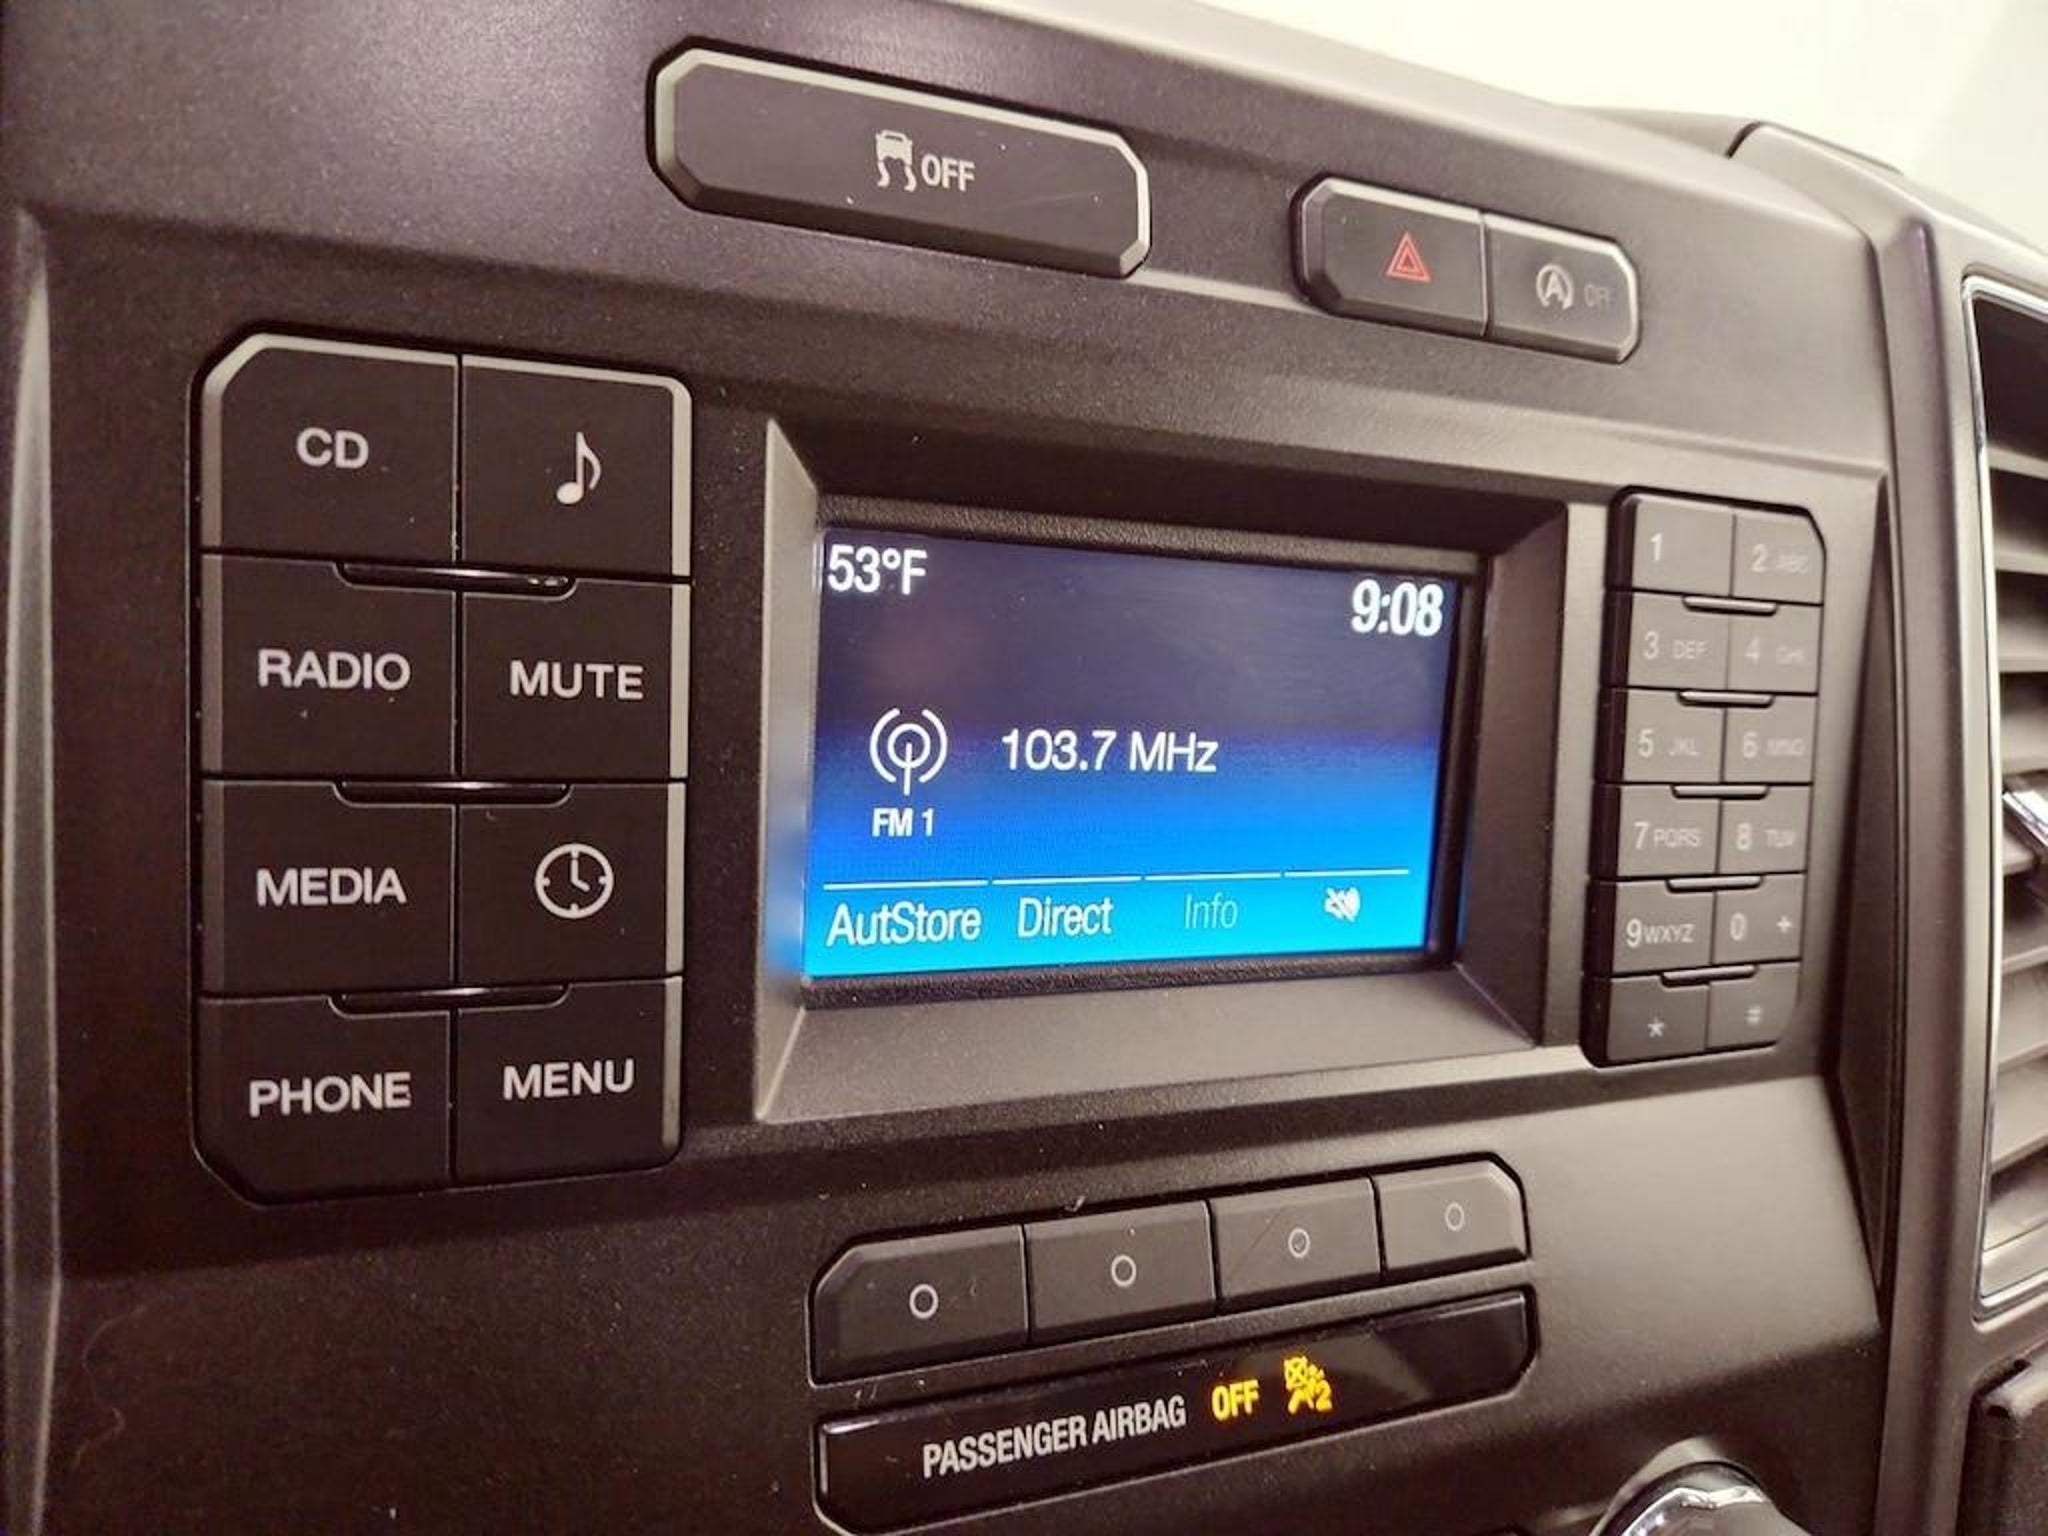 OFF
A OFF
CD
RADIO MUTE
MEDIA
PHONE MENU
53°F
9:08
103.7 MHz
FM 1
AutStore Direct Info
1 2 ABC
3 DEF 4 GHI
5 JKL 6 MNO
7 PQRS 8 TUV
9 WXYZ 0 +
* #
PASSENGER AIRBAG OFF 2